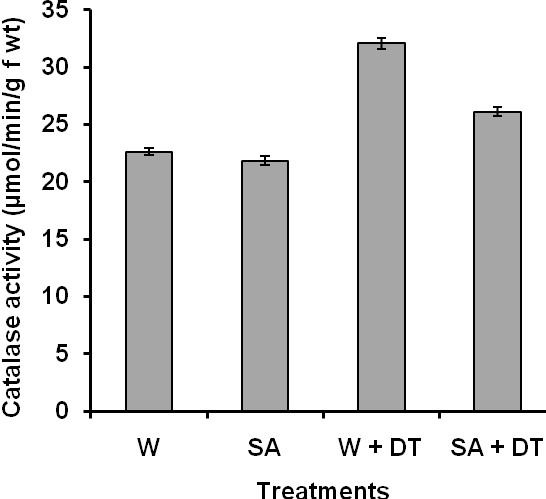 Catalase activity (µmol/min/g f wt)
35
30
25
20
15
10
5
0
W SA W + DT SA + DT
Treatments